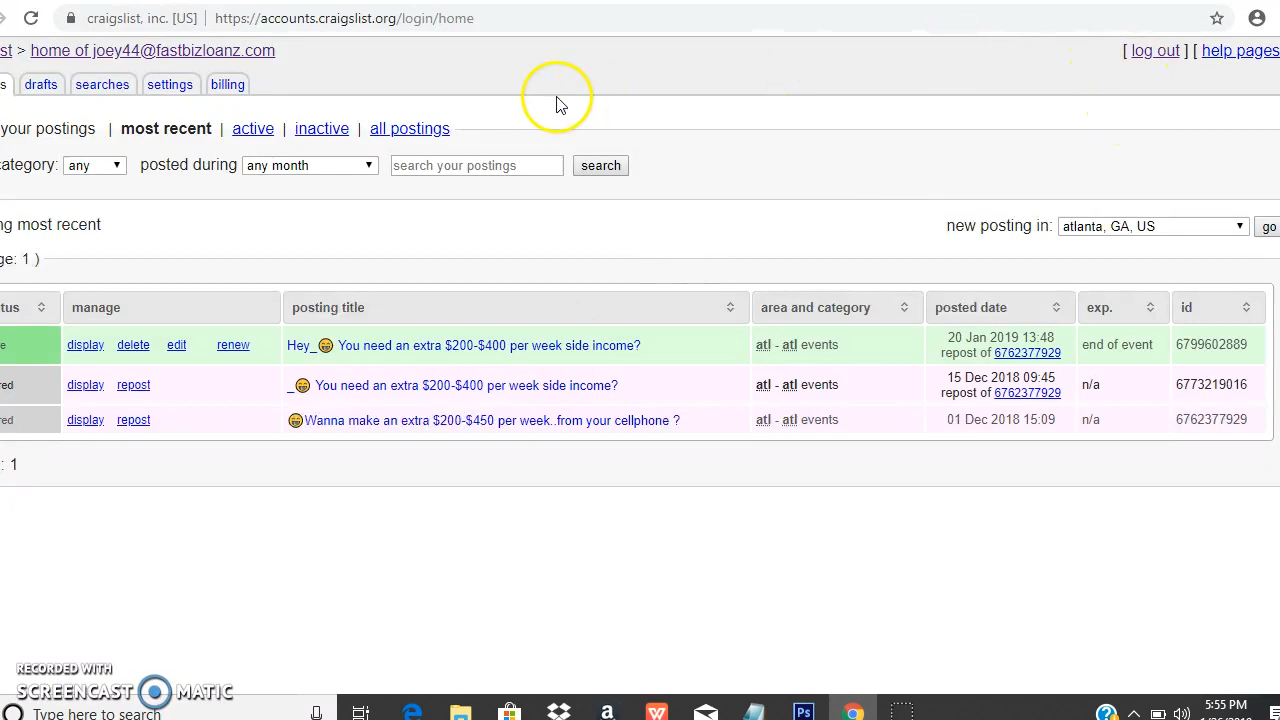 craigslist, inc. [US] | https://accounts.craigslist.org/login/home
st > home of joey44@fastbizloanz.com [ log out ] [ help pages
s drafts searches settings billing
your postings | most recent | active | inactive | all postings
category: any posted during any month search your postings search
ng most recent new posting in: atlanta, GA, US go
ge: 1 )
tus manage posting title area and category posted date exp. id
e display delete edit renew Hey_😁 You need an extra $200-$400 per week side income? atl - atl events 20 Jan 2019 13:48 end of event 6799602889
repost of 6762377929
red display repost _😁 You need an extra $200-$400 per week side income? atl - atl events 15 Dec 2018 09:45 n/a 6773219016
repost of 6762377929
red display repost 😁Wanna make an extra $200-$450 per week..from your cellphone ? atl - atl events 01 Dec 2018 15:09 n/a 6762377929
: 1
RECORDED WITH
SCREENCAST MATIC
Type here to search
5:55 PM